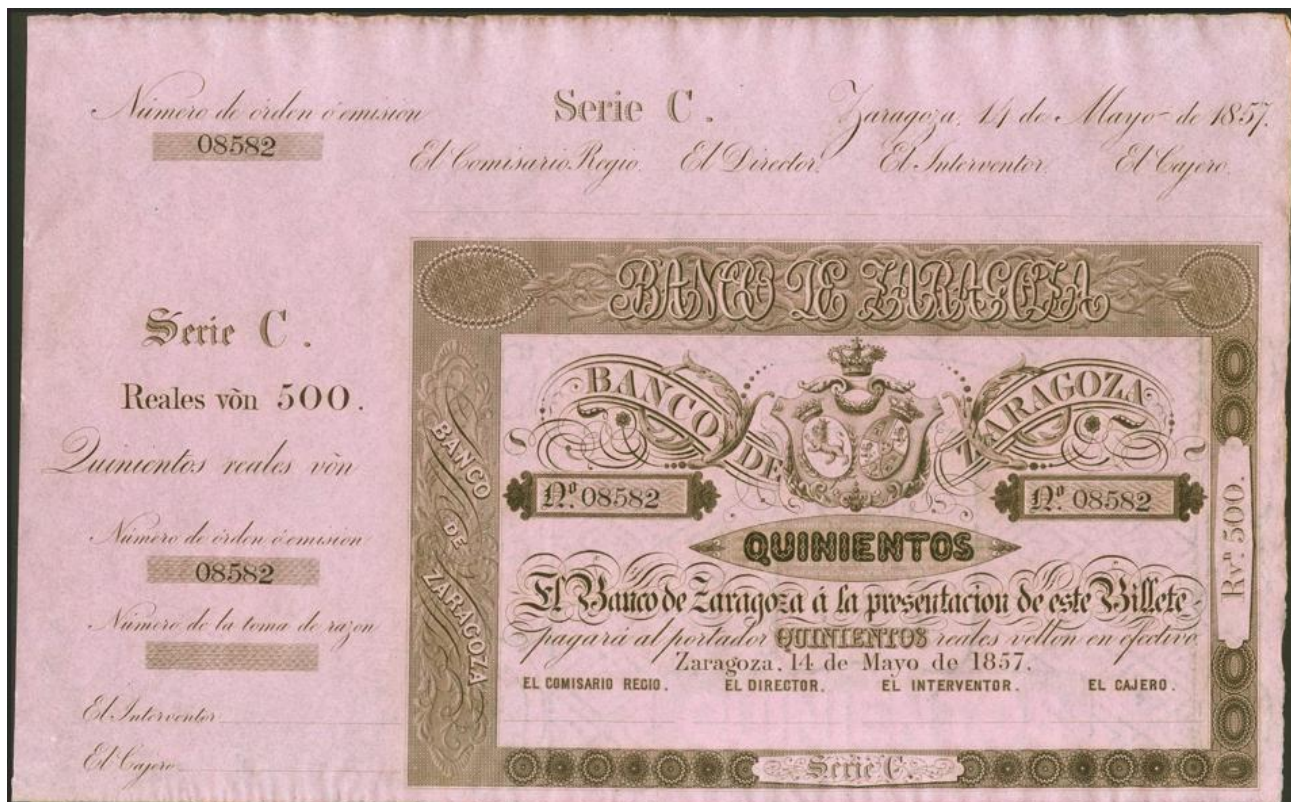 Número de órden ó emision
08582
Serie C.
Zaragoza, 14 de Mayo de 1857.
El Comisario Regio. El Director. El Interventor. El Cajero.
Serie C.
Reales vòn 500.
Quinientos reales vòn
Número de órden ó emision
08582
Número de la toma de razon
El Interventor
El Cajero
BANCO DE ZARAGOZA
BANCO DE ZARAGOZA
BANCO DE ZARAGOZA
Nº 08582
Nº 08582
QUINIENTOS
El Banco de Zaragoza á la presentacion de este Billete
pagará al portador QUINIENTOS reales vellon en efectivo.
Zaragoza, 14 de Mayo de 1857.
EL COMISARIO REGIO. EL DIRECTOR. EL INTERVENTOR. EL CAJERO.
Rvⁿ 500.
Serie C.